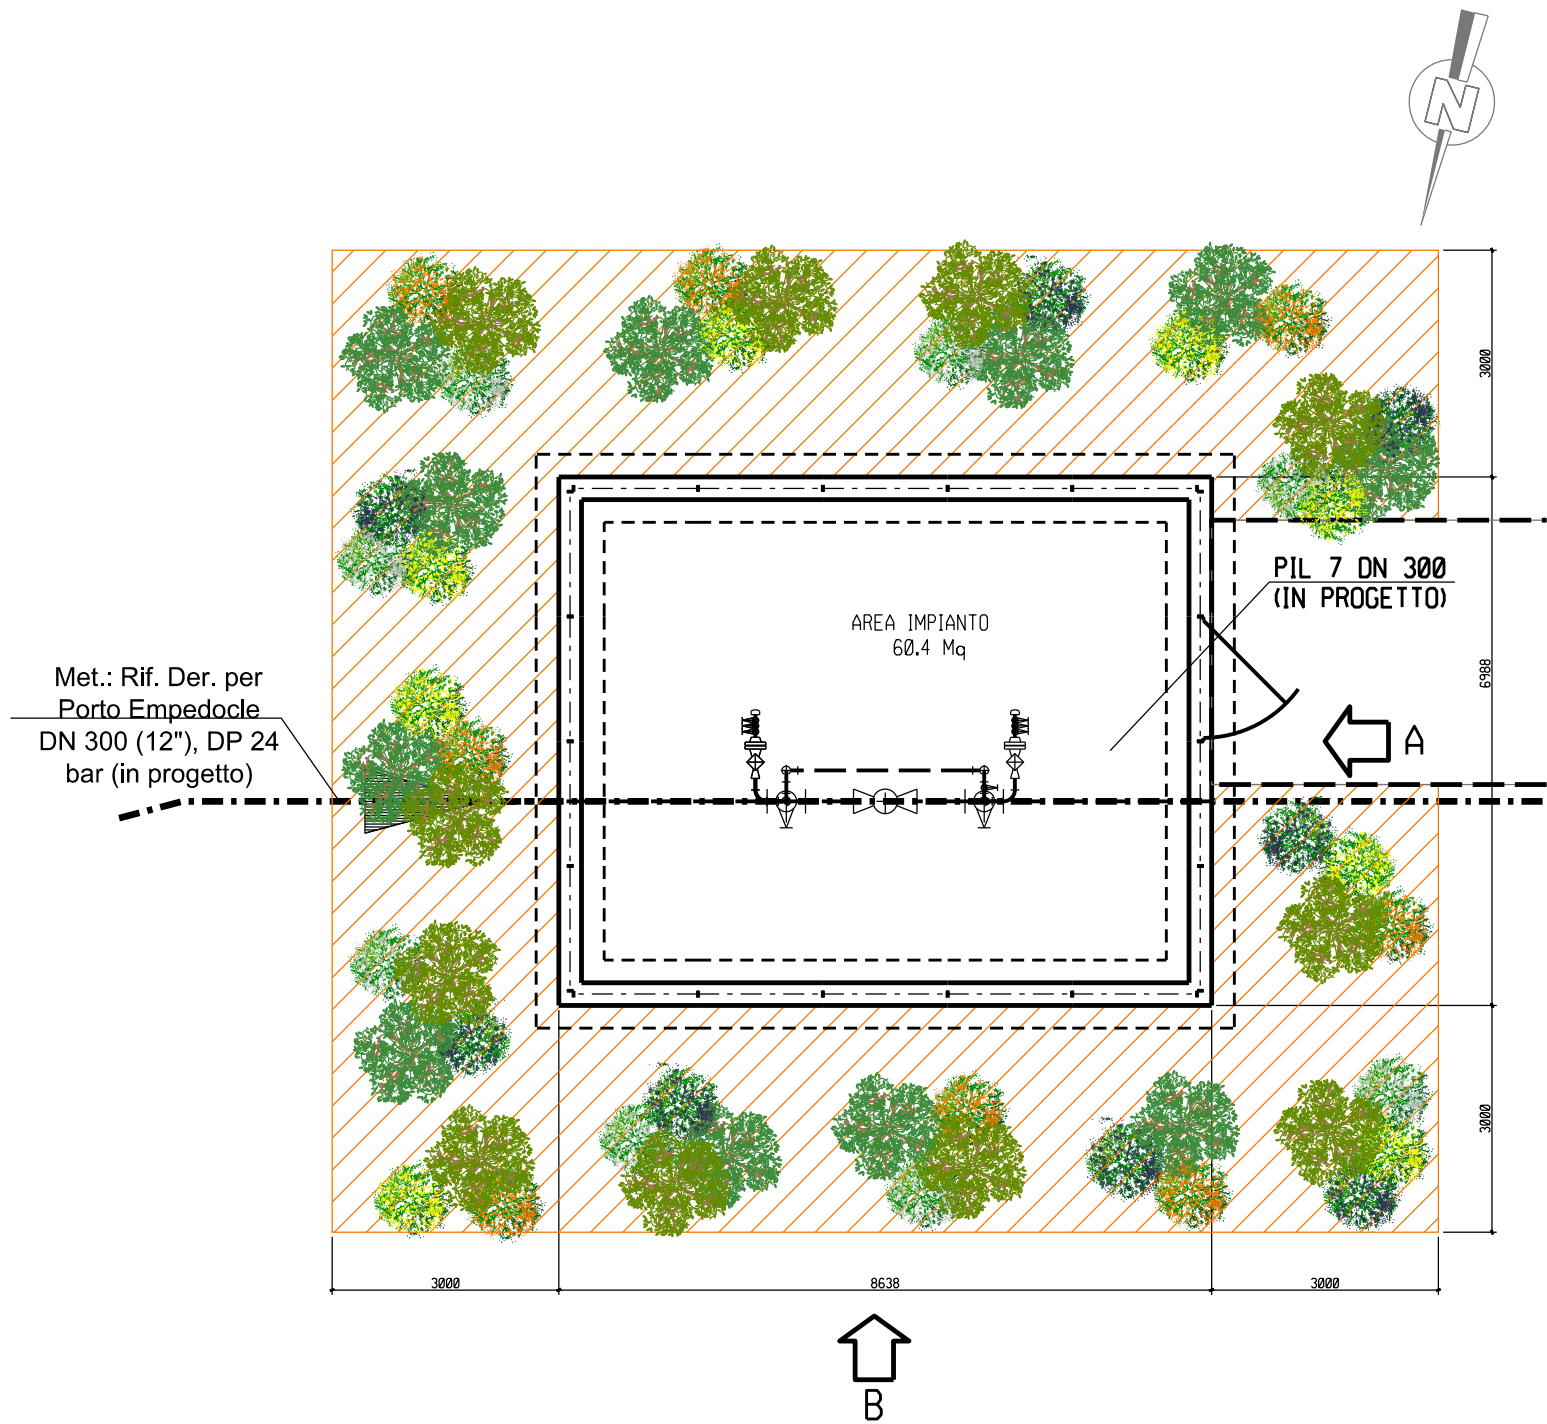 N
3000
PIL 7 DN 300
(IN PROGETTO)
AREA IMPIANTO
60.4 Mq
6988
Met.: Rif. Der. per
Porto Empedocle
DN 300 (12"), DP 24
bar (in progetto)
A
3000
3000
8638
3000
B